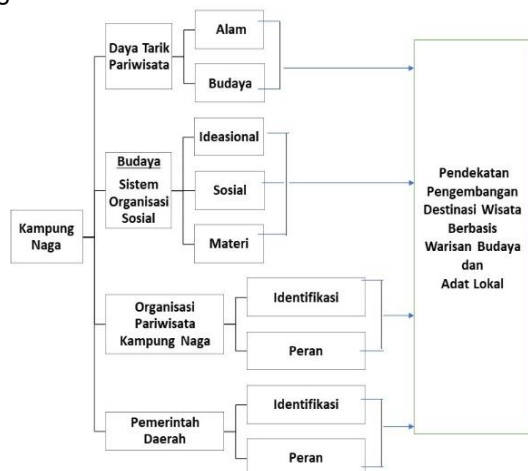 Kampung
Naga
Daya Tarik
Pariwisata
Alam
Budaya
Budaya
Sistem
Organisasi
Sosial
Ideasional
Sosial
Materi
Organisasi
Pariwisata
Kampung Naga
Identifikasi
Peran
Pemerintah
Daerah
Identifikasi
Peran
Pendekatan
Pengembangan
Destinasi Wisata
Berbasis
Warisan Budaya
dan
Adat Lokal